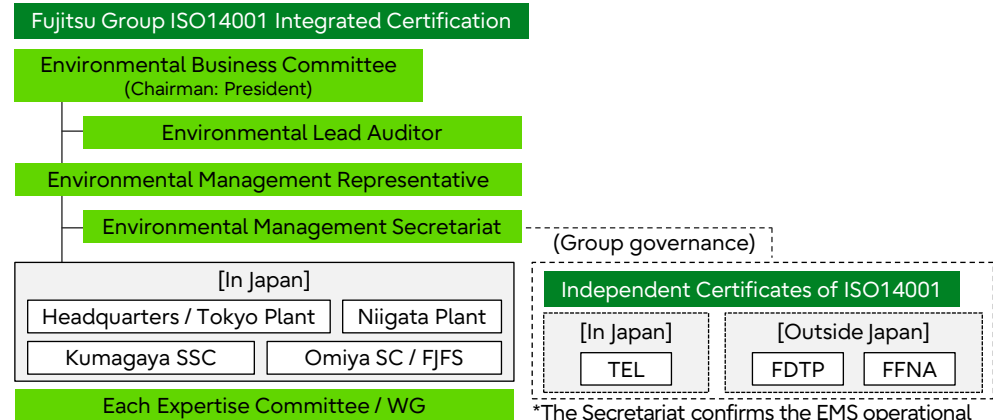 Fujitsu Group ISO14001 Integrated Certification
Environmental Business Committee
(Chairman: President)
Environmental Lead Auditor
Environmental Management Representative
Environmental Management Secretariat
(Group governance)
[In Japan]
Headquarters / Tokyo Plant
Niigata Plant
Kumagaya SSC
Omiya SC / FJFS
Each Expertise Committee / WG
Independent Certificates of ISO14001
[In Japan]
TEL
[Outside Japan]
FDTP
FFNA
*The Secretariat confirms the EMS operational